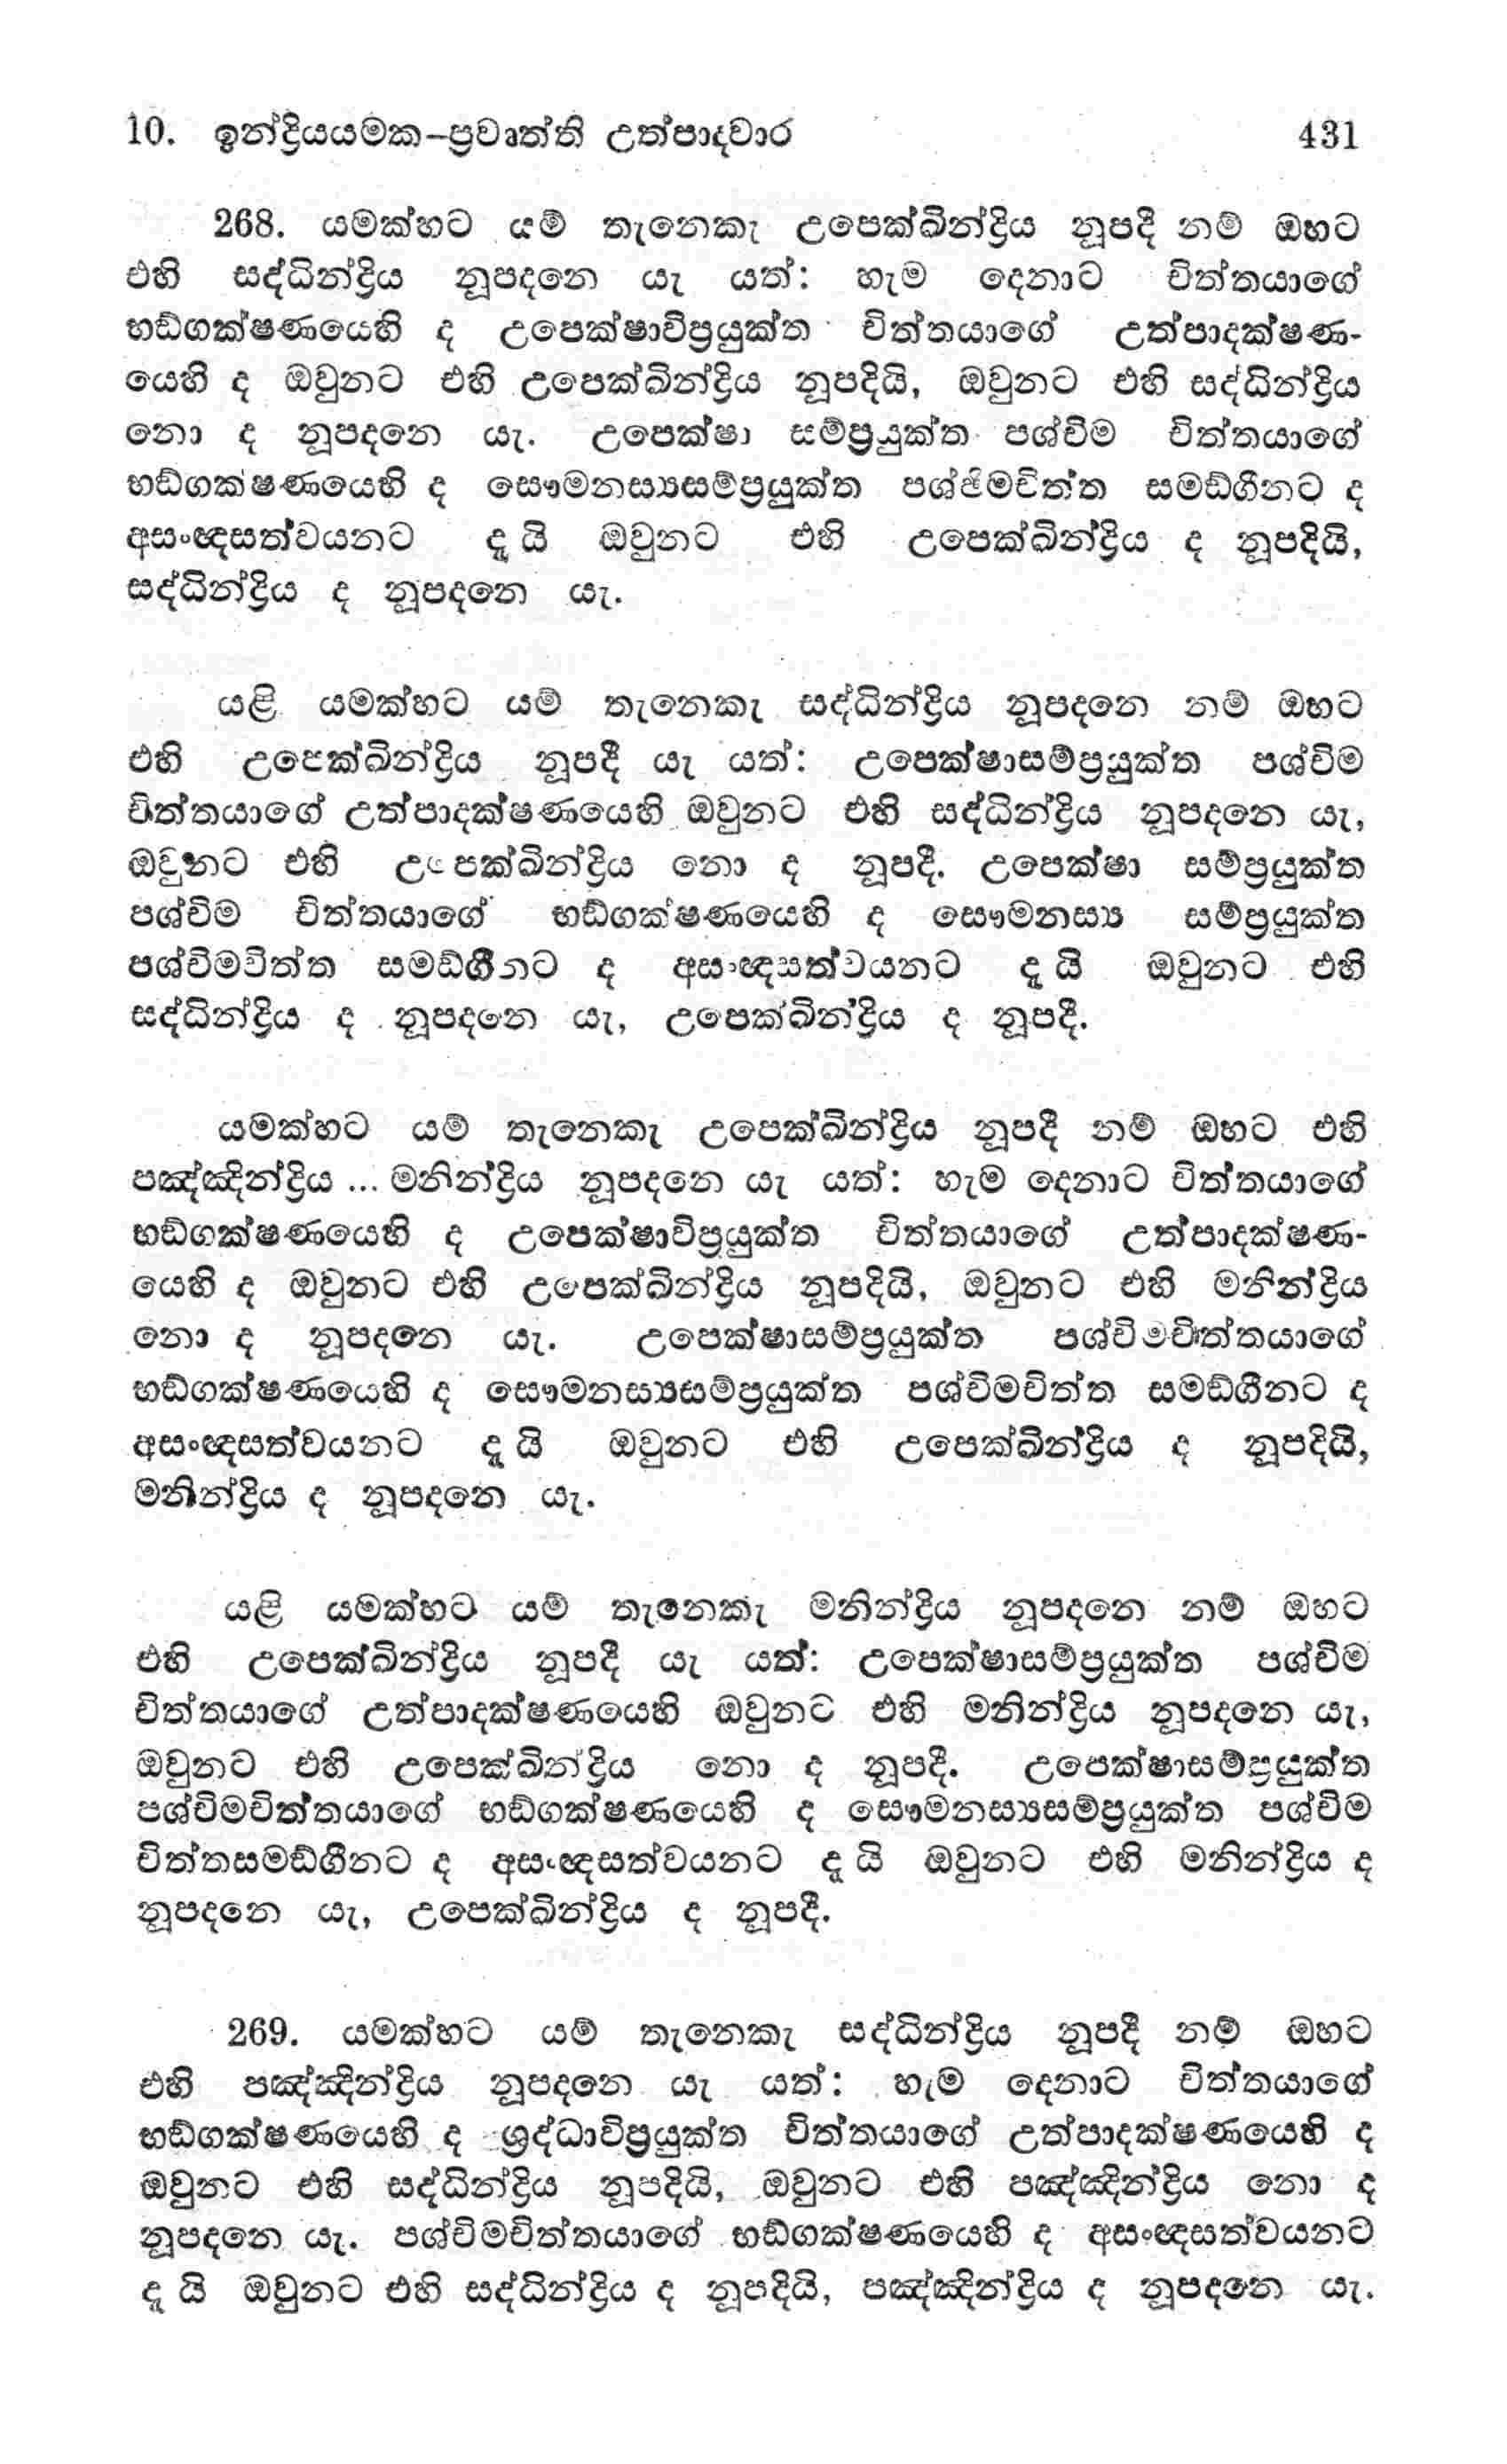 10. ඉන්ද්‍රියයමක–ප්‍රවෘත්ති උත්පාදවාර 431
268. යමක්හට යම් තැනෙකැ උපෙක්ඛින්ද්‍රිය නූපදී නම් ඔහට
එහි සද්ධින්ද්‍රිය නූපදනෙ යැ යත්: හැම දෙනාට චිත්තයාගේ
භඞ්ගක්ෂණයෙහි ද උපෙක්ෂාවිප්‍රයුක්ත චිත්තයාගේ උත්පාදක්ෂණ-
යෙහි ද ඔවුනට එහි උපෙක්ඛින්ද්‍රිය නූපදියි, ඔවුනට එහි සද්ධින්ද්‍රිය
නො ද නූපදනෙ යැ. උපෙක්ෂා සම්ප්‍රයුක්ත පශ්චිම චිත්තයාගේ
භඞ්ගක්ෂණයෙහි ද සෞමනස්‍යසම්ප්‍රයුක්ත පශ්චිමචිත්ත සමඞ්ගීනට ද
අසංඥසත්වයනට ද යි ඔවුනට එහි උපෙක්ඛින්ද්‍රිය ද නූපදියි,
සද්ධින්ද්‍රිය ද නූපදනෙ යැ.
යළි යමක්හට යම් තැනෙකැ සද්ධින්ද්‍රිය නූපදනෙ නම් ඔහට
එහි උපෙක්ඛින්ද්‍රිය නූපදී යැ යත්: උපෙක්ෂාසම්ප්‍රයුක්ත පශ්චිම
චිත්තයාගේ උත්පාදක්ෂණයෙහි ඔවුනට එහි සද්ධින්ද්‍රිය නූපදනෙ යැ,
ඔවුනට එහි උපෙක්ඛින්ද්‍රිය නො ද නූපදී. උපෙක්ෂා සම්ප්‍රයුක්ත
පශ්චිම චිත්තයාගේ භඞ්ගක්ෂණයෙහි ද සෞමනස්‍ය සම්ප්‍රයුක්ත
පශ්චිමචිත්ත සමඞ්ගීනට ද අසංඥසත්වයනට ද යි ඔවුනට එහි
සද්ධින්ද්‍රිය ද නූපදනෙ යැ, උපෙක්ඛින්ද්‍රිය ද නූපදී.
යමක්හට යම් තැනෙකැ උපෙක්ඛින්ද්‍රිය නූපදී නම් ඔහට එහි
පඤ්ඤින්ද්‍රිය ... මනින්ද්‍රිය නූපදනෙ යැ යත්: හැම දෙනාට චිත්තයාගේ
භඞ්ගක්ෂණයෙහි ද උපෙක්ෂාවිප්‍රයුක්ත චිත්තයාගේ උත්පාදක්ෂණ-
යෙහි ද ඔවුනට එහි උපෙක්ඛින්ද්‍රිය නූපදියි, ඔවුනට එහි මනින්ද්‍රිය
නො ද නූපදනෙ යැ. උපෙක්ෂාසම්ප්‍රයුක්ත පශ්චිමචිත්තයාගේ
භඞ්ගක්ෂණයෙහි ද සෞමනස්‍යසම්ප්‍රයුක්ත පශ්චිමචිත්ත සමඞ්ගීනට ද
අසංඥසත්වයනට ද යි ඔවුනට එහි උපෙක්ඛින්ද්‍රිය ද නූපදියි,
මනින්ද්‍රිය ද නූපදනෙ යැ.
යළි යමක්හට යම් තැනෙකැ මනින්ද්‍රිය නූපදනෙ නම් ඔහට
එහි උපෙක්ඛින්ද්‍රිය නූපදී යැ යත්: උපෙක්ෂාසම්ප්‍රයුක්ත පශ්චිම
චිත්තයාගේ උත්පාදක්ෂණයෙහි ඔවුනට එහි මනින්ද්‍රිය නූපදනෙ යැ,
ඔවුනට එහි උපෙක්ඛින්ද්‍රිය නො ද නූපදී. උපෙක්ෂාසම්ප්‍රයුක්ත
පශ්චිමචිත්තයාගේ භඞ්ගක්ෂණයෙහි ද සෞමනස්‍යසම්ප්‍රයුක්ත පශ්චිම
චිත්තසමඞ්ගීනට ද අසංඥසත්වයනට ද යි ඔවුනට එහි මනින්ද්‍රිය ද
නූපදනෙ යැ, උපෙක්ඛින්ද්‍රිය ද නූපදී.
269. යමක්හට යම් තැනෙකැ සද්ධින්ද්‍රිය නූපදී නම් ඔහට
එහි පඤ්ඤින්ද්‍රිය නූපදනෙ යැ යත්: හැම දෙනාට චිත්තයාගේ
භඞ්ගක්ෂණයෙහි ද ශ්‍රද්ධාවිප්‍රයුක්ත චිත්තයාගේ උත්පාදක්ෂණයෙහි ද
ඔවුනට එහි සද්ධින්ද්‍රිය නූපදියි, ඔවුනට එහි පඤ්ඤින්ද්‍රිය නො ද
නූපදනෙ යැ. පශ්චිමචිත්තයාගේ භඞ්ගක්ෂණයෙහි ද අසංඥසත්වයනට
ද යි ඔවුනට එහි සද්ධින්ද්‍රිය ද නූපදියි, පඤ්ඤින්ද්‍රිය ද නූපදනෙ යැ.